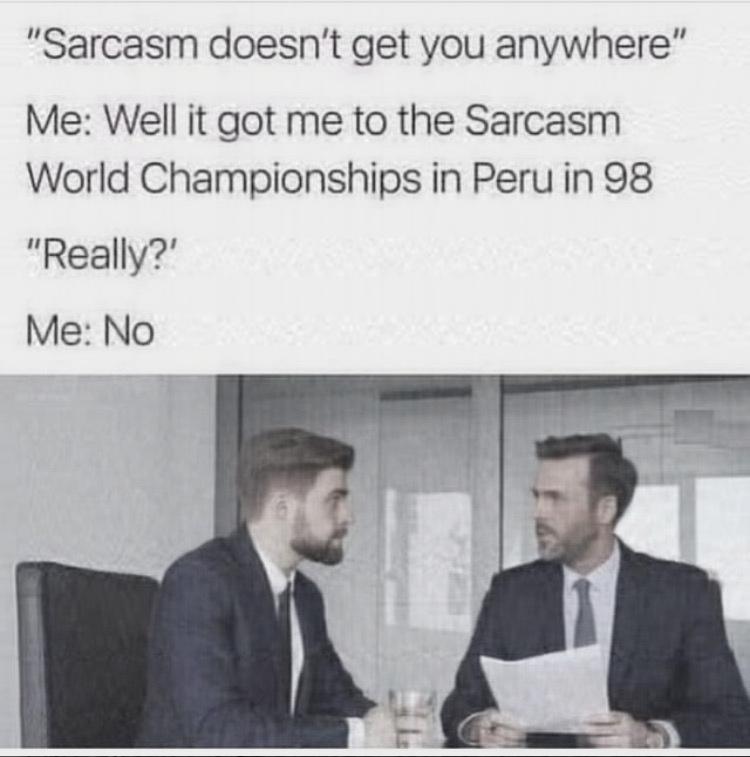 "Sarcasm doesn't get you anywhere"
Me: Well it got me to the Sarcasm
World Championships in Peru in 98
"Really?'
Me: No